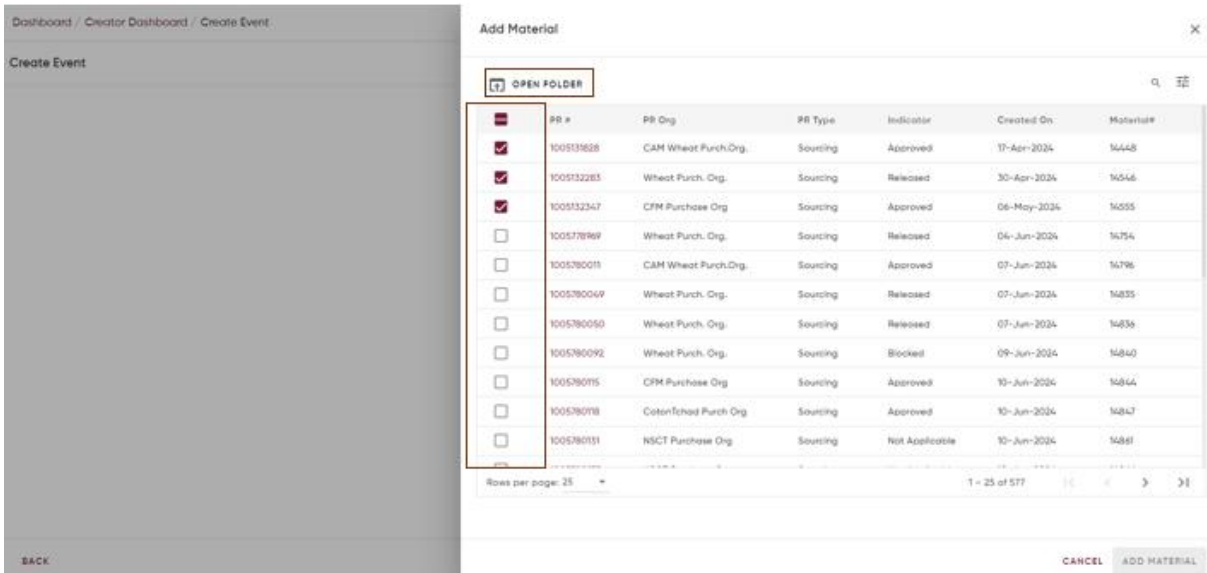 Dashboard / Creator Dashboard / Create Event
Create Event
BACK
Add Material
OPEN FOLDER
PR # PR Org PR Type Indicator Created On Material#
1005131828 CAM Wheat Purch.Org. Sourcing Approved 17-Apr-2024 14448
1005132283 Wheat Purch. Org. Sourcing Released 30-Apr-2024 14546
1005132347 CFM Purchase Org Sourcing Approved 06-May-2024 14555
1005778969 Wheat Purch. Org. Sourcing Released 04-Jun-2024 14754
1005780011 CAM Wheat Purch.Org. Sourcing Approved 07-Jun-2024 14796
1005780049 Wheat Purch. Org. Sourcing Released 07-Jun-2024 14835
1005780050 Wheat Purch. Org. Sourcing Released 07-Jun-2024 14836
1005780092 Wheat Purch. Org. Sourcing Blocked 09-Jun-2024 14840
1005780115 CFM Purchase Org Sourcing Approved 10-Jun-2024 14844
1005780118 CotonTchad Purch Org Sourcing Approved 10-Jun-2024 14847
1005780131 NSCT Purchase Org Sourcing Not Applicable 10-Jun-2024 14861
Rows per page: 25 1 – 25 of 577
CANCEL ADD MATERIAL